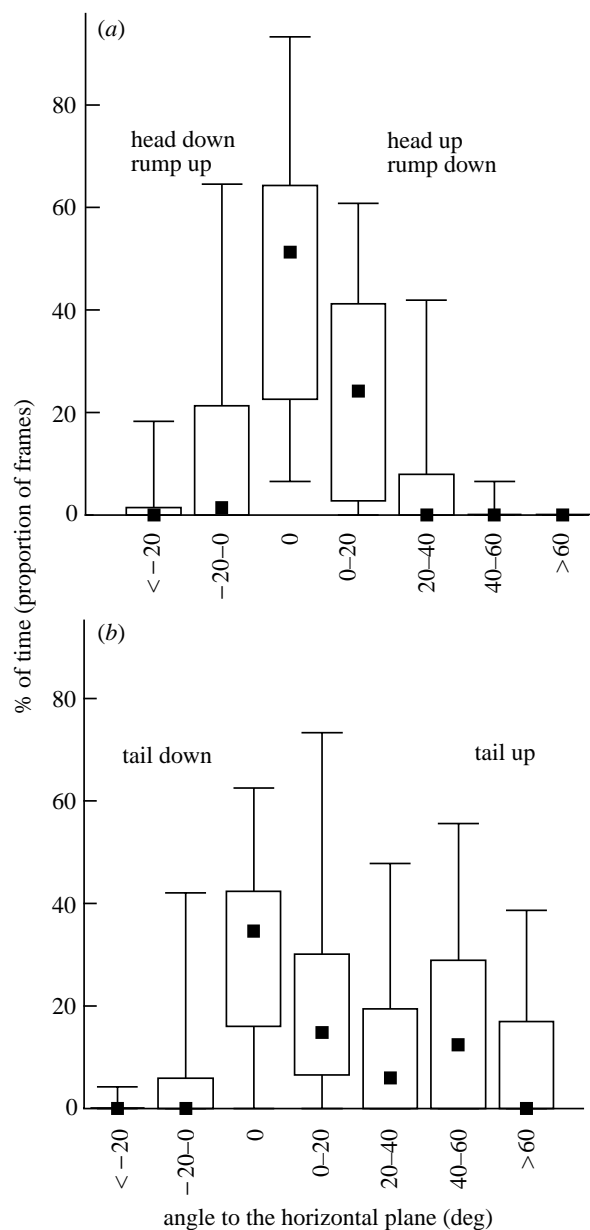 (a)
80
head down
rump up
head up
rump down
60
40
20
0
< −20
−20–0
0
0–20
20–40
40–60
>60
% of time (proportion of frames)
(b)
80
tail down
tail up
60
40
20
0
< −20
−20–0
0
0–20
20–40
40–60
>60
angle to the horizontal plane (deg)